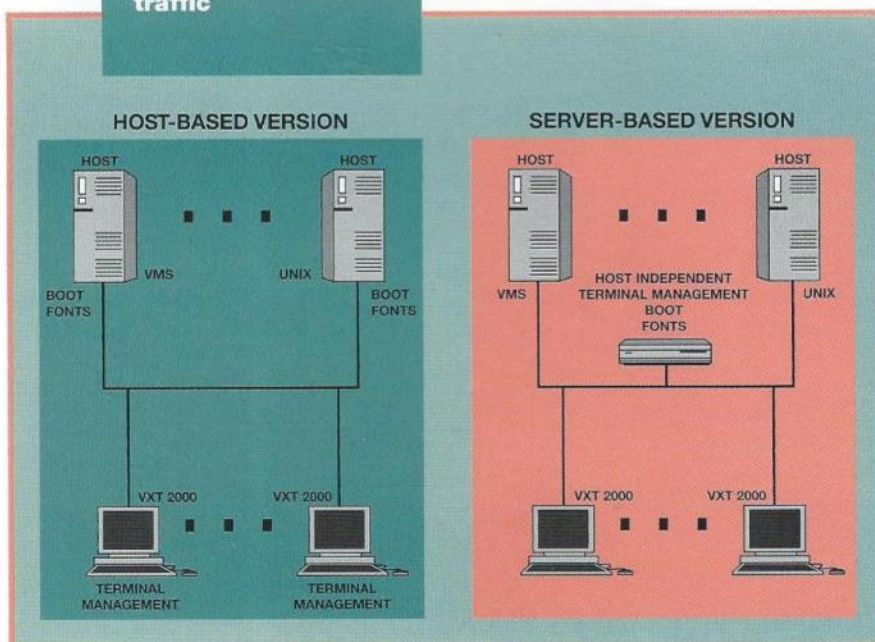 traffic
HOST-BASED VERSION
HOST
HOST
VMS
UNIX
BOOT
FONTS
BOOT
FONTS
VXT 2000
VXT 2000
TERMINAL
MANAGEMENT
TERMINAL
MANAGEMENT
SERVER-BASED VERSION
HOST
HOST
HOST INDEPENDENT
TERMINAL MANAGEMENT
BOOT
FONTS
VMS
UNIX
VXT 2000
VXT 2000